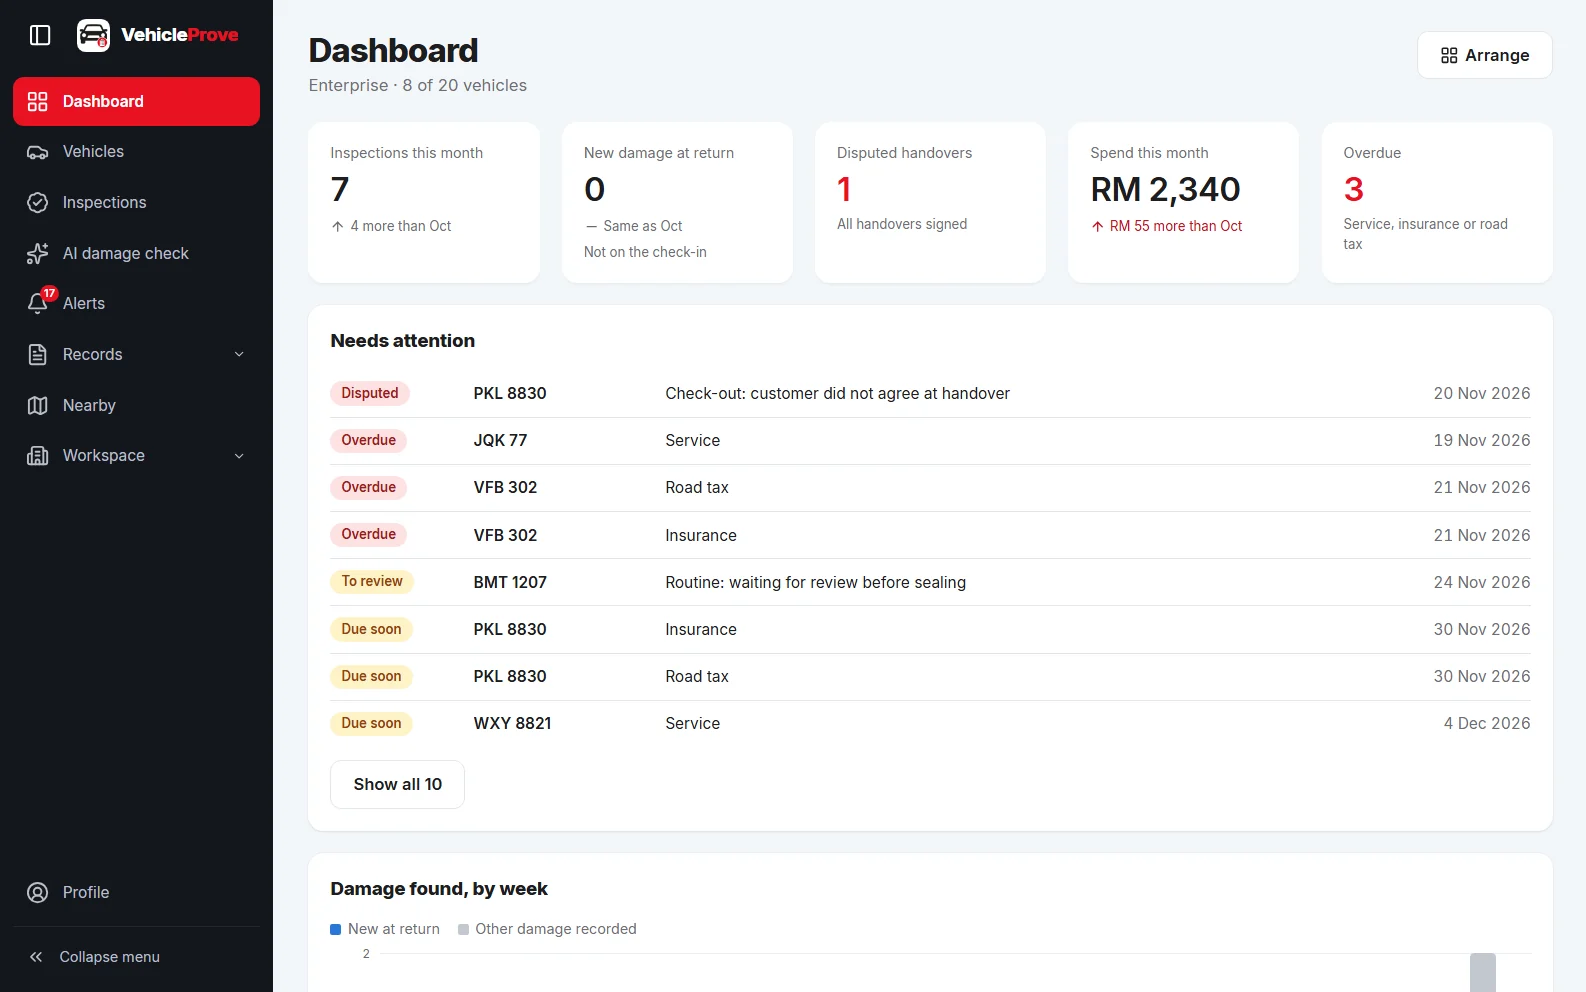 VehicleProve
Dashboard
Vehicles
Inspections
AI damage check
17
Alerts
Records
Nearby
Workspace
Profile
Collapse menu
Dashboard
Enterprise · 8 of 20 vehicles
Arrange
Inspections this month
7
↑ 4 more than Oct
New damage at return
0
— Same as Oct
Not on the check-in
Disputed handovers
1
All handovers signed
Spend this month
RM 2,340
↑ RM 55 more than Oct
Overdue
3
Service, insurance or road
tax
Needs attention
Disputed PKL 8830 Check-out: customer did not agree at handover 20 Nov 2026
Overdue JQK 77 Service 19 Nov 2026
Overdue VFB 302 Road tax 21 Nov 2026
Overdue VFB 302 Insurance 21 Nov 2026
To review BMT 1207 Routine: waiting for review before sealing 24 Nov 2026
Due soon PKL 8830 Insurance 30 Nov 2026
Due soon PKL 8830 Road tax 30 Nov 2026
Due soon WXY 8821 Service 4 Dec 2026
Show all 10
Damage found, by week
New at return Other damage recorded
2